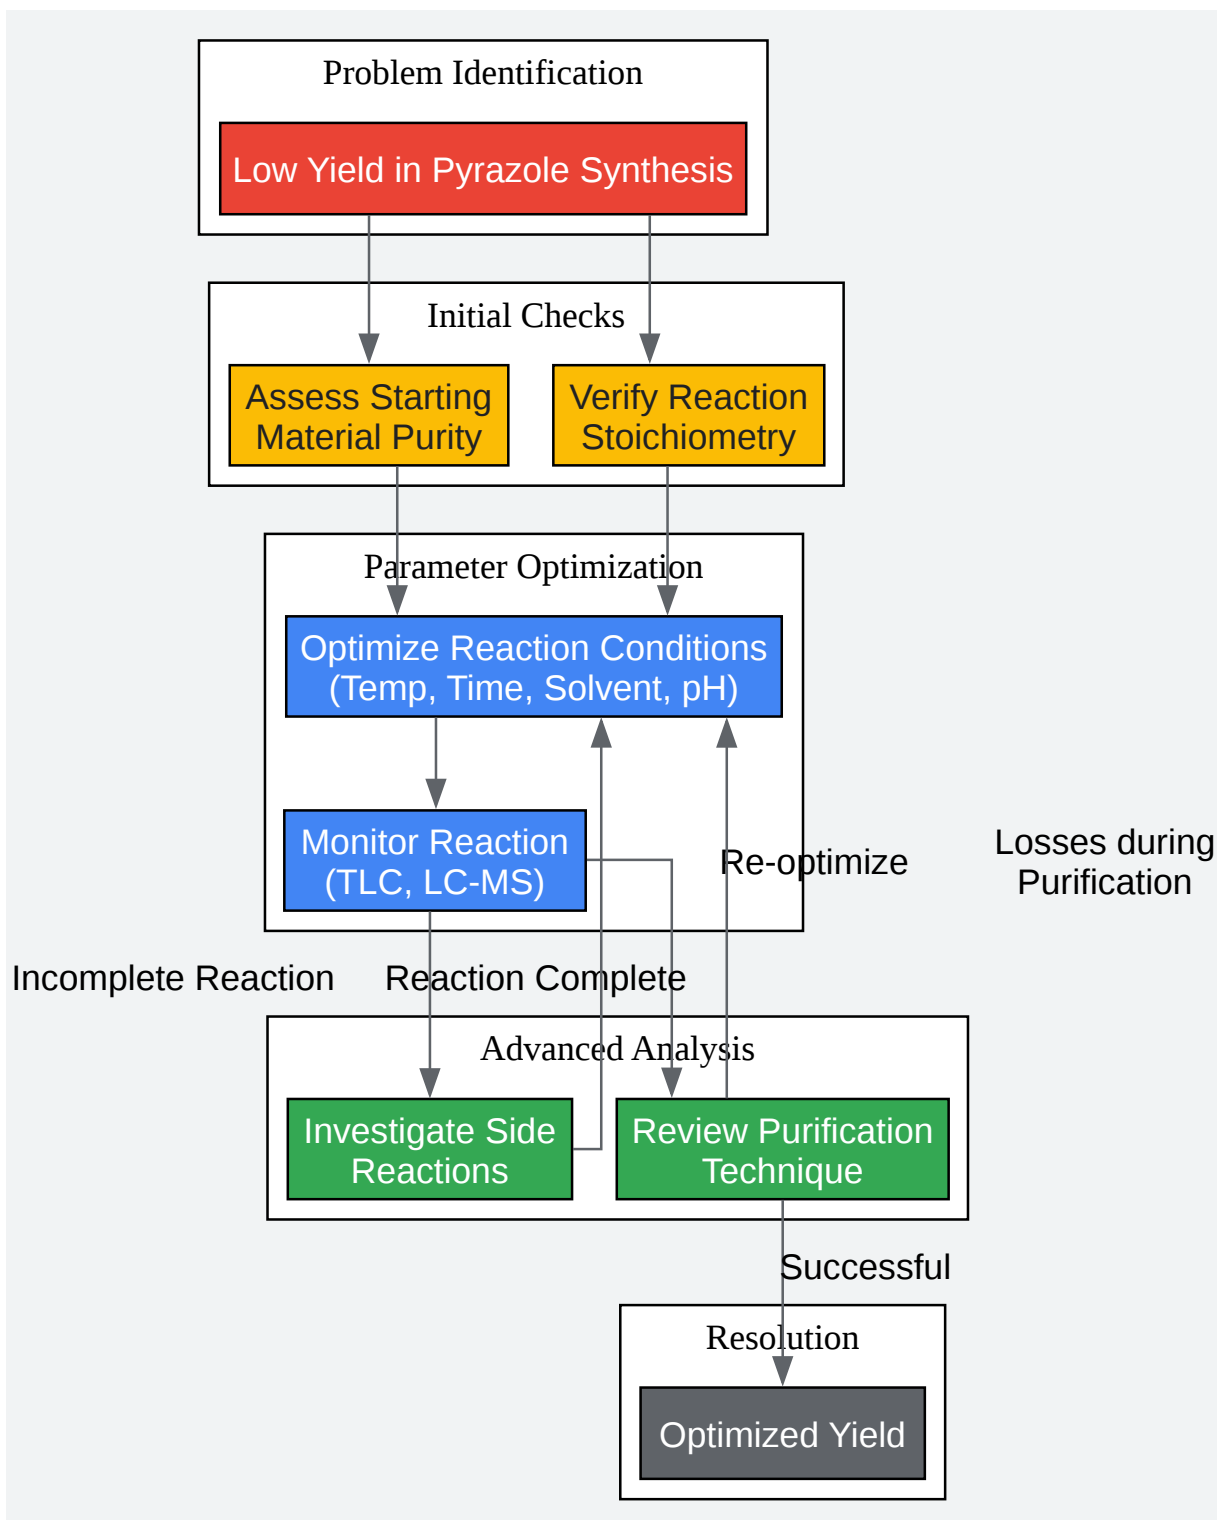 Problem Identification
Low Yield in Pyrazole Synthesis
Initial Checks
Assess Starting
Material Purity
Verify Reaction
Stoichiometry
Parameter Optimization
Optimize Reaction Conditions
(Temp, Time, Solvent, pH)
Monitor Reaction
(TLC, LC-MS)
Re-optimize
Losses during
Purification
Incomplete Reaction
Reaction Complete
Advanced Analysis
Investigate Side
Reactions
Review Purification
Technique
Successful
Resolution
Optimized Yield